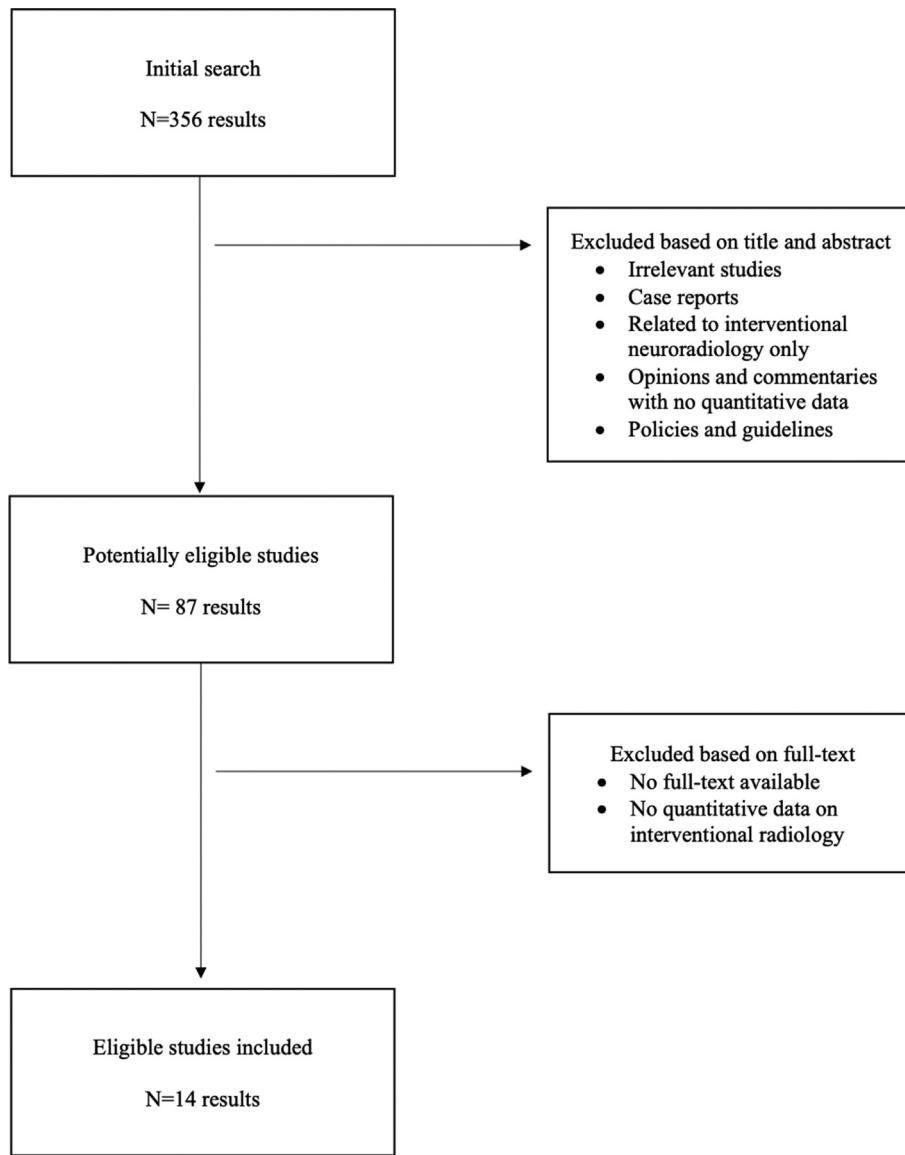 Initial search
N=356 results
Excluded based on title and abstract
• Irrelevant studies
• Case reports
• Related to interventional
neuroradiology only
• Opinions and commentaries
with no quantitative data
• Policies and guidelines
Potentially eligible studies
N= 87 results
Excluded based on full-text
• No full-text available
• No quantitative data on
interventional radiology
Eligible studies included
N=14 results